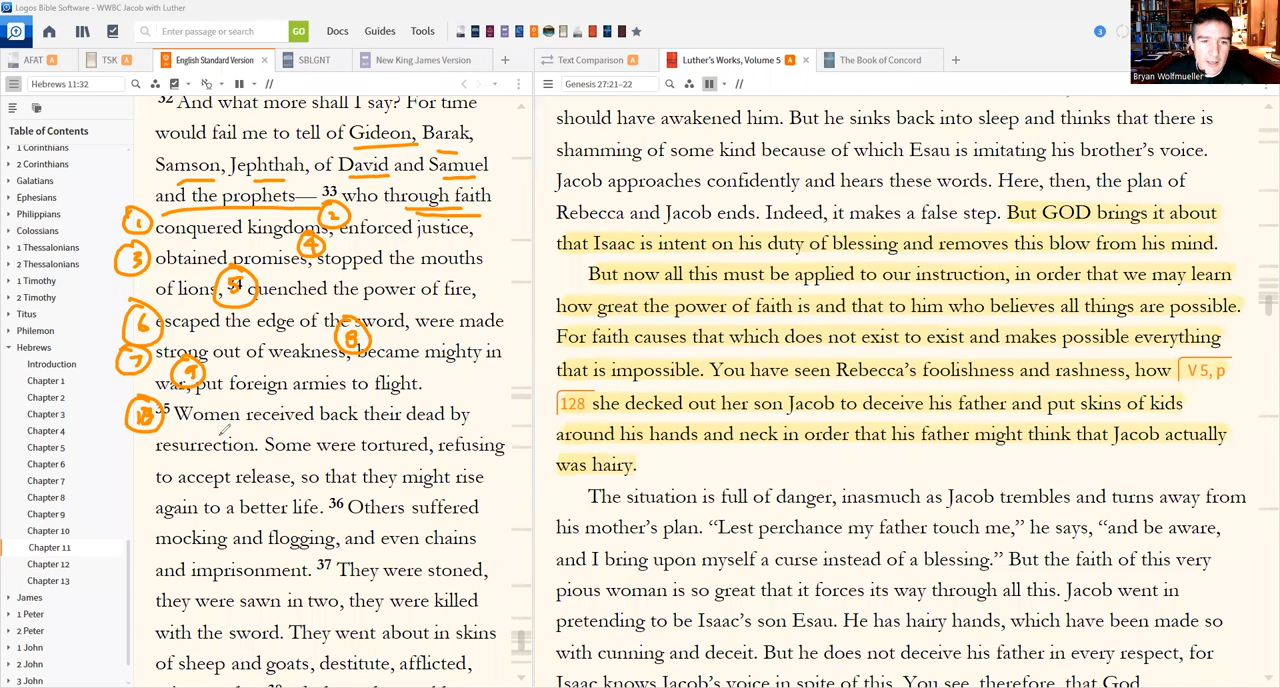 Logos Bible Software - WWBC Jacob with Luther
Enter passage or search
GO
Docs
Guides
Tools
3
Bryan Wolfmueller
AFAT A
TSK A
English Standard Version
SBLGNT
New King James Version
Text Comparison A
Luther's Works, Volume 5 A
The Book of Concord
Hebrews 11:32
Genesis 27:21–22
Table of Contents
1 Corinthians
2 Corinthians
Galatians
Ephesians
Philippians
Colossians
1 Thessalonians
2 Thessalonians
1 Timothy
2 Timothy
Titus
Philemon
Hebrews
Introduction
Chapter 1
Chapter 2
Chapter 3
Chapter 4
Chapter 5
Chapter 6
Chapter 7
Chapter 8
Chapter 9
Chapter 10
Chapter 11
Chapter 12
Chapter 13
James
1 Peter
2 Peter
1 John
2 John
3 John
32 And what more shall I say? For time
would fail me to tell of Gideon, Barak,
Samson, Jephthah, of David and Samuel
and the prophets— 33 who through faith
conquered kingdoms, enforced justice,
obtained promises, stopped the mouths
of lions, 34 quenched the power of fire,
escaped the edge of the sword, were made
strong out of weakness, became mighty in
war, put foreign armies to flight.
35 Women received back their dead by
resurrection. Some were tortured, refusing
to accept release, so that they might rise
again to a better life. 36 Others suffered
mocking and flogging, and even chains
and imprisonment. 37 They were stoned,
they were sawn in two, they were killed
with the sword. They went about in skins
of sheep and goats, destitute, afflicted,
1
2
3
4
5
6
7
8
9
10
should have awakened him. But he sinks back into sleep and thinks that there is
shamming of some kind because of which Esau is imitating his brother's voice.
Jacob approaches confidently and hears these words. Here, then, the plan of
Rebecca and Jacob ends. Indeed, it makes a false step. But GOD brings it about
that Isaac is intent on his duty of blessing and removes this blow from his mind.
But now all this must be applied to our instruction, in order that we may learn
how great the power of faith is and that to him who believes all things are possible.
For faith causes that which does not exist to exist and makes possible everything
that is impossible. You have seen Rebecca's foolishness and rashness, how V 5, p
128 she decked out her son Jacob to deceive his father and put skins of kids
around his hands and neck in order that his father might think that Jacob actually
was hairy.
The situation is full of danger, inasmuch as Jacob trembles and turns away from
his mother's plan. “Lest perchance my father touch me,” he says, “and be aware,
and I bring upon myself a curse instead of a blessing.” But the faith of this very
pious woman is so great that it forces its way through all this. Jacob went in
pretending to be Isaac's son Esau. He has hairy hands, which have been made so
with cunning and deceit. But he does not deceive his father in every respect, for
Isaac knows Jacob's voice in spite of this. You see, therefore, that God